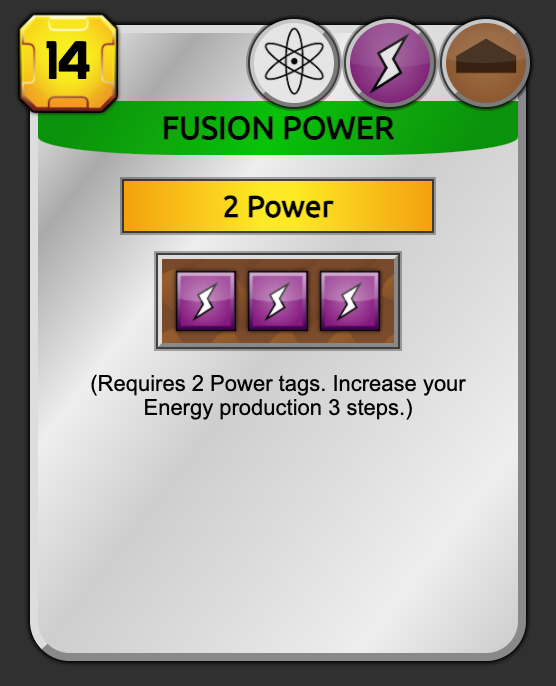 14
FUSION POWER
2 Power
(Requires 2 Power tags. Increase your
Energy production 3 steps.)